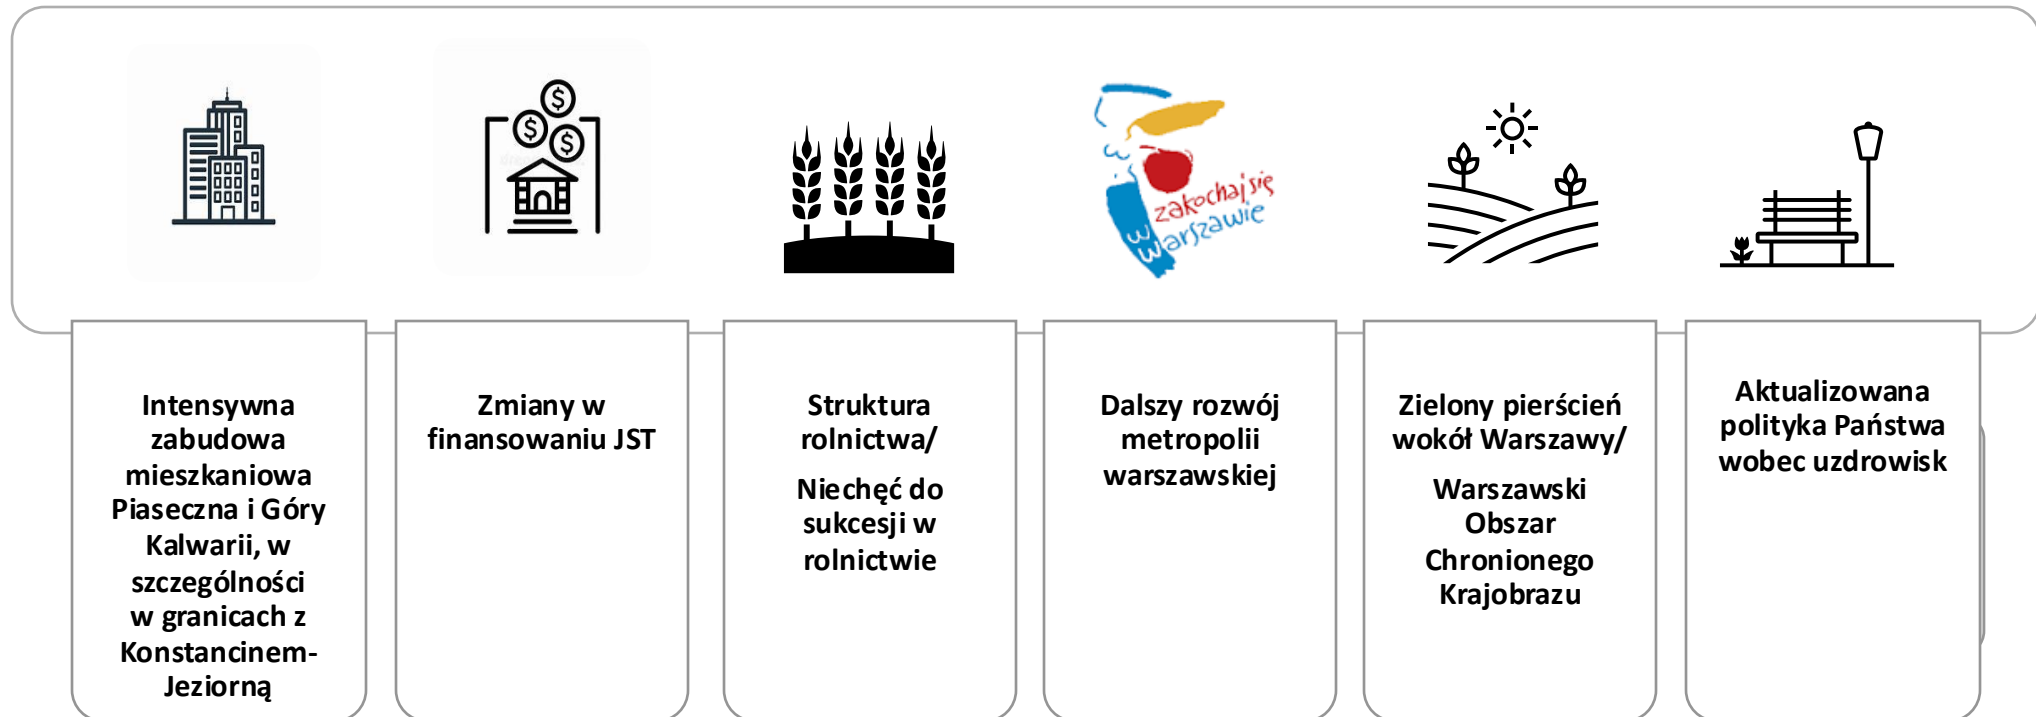 zakochaj się
w warszawie
Intensywna
zabudowa
mieszkaniowa
Piaseczna i Góry
Kalwarii, w
szczególności
w granicach z
Konstancinem-
Jeziorną
Zmiany w
finansowaniu JST
Struktura
rolnictwa/
Niechęć do
sukcesji w
rolnictwie
Dalszy rozwój
metropolii
warszawskiej
Zielony pierścień
wokół Warszawy/
Warszawski
Obszar
Chronionego
Krajobrazu
Aktualizowana
polityka Państwa
wobec uzdrowisk